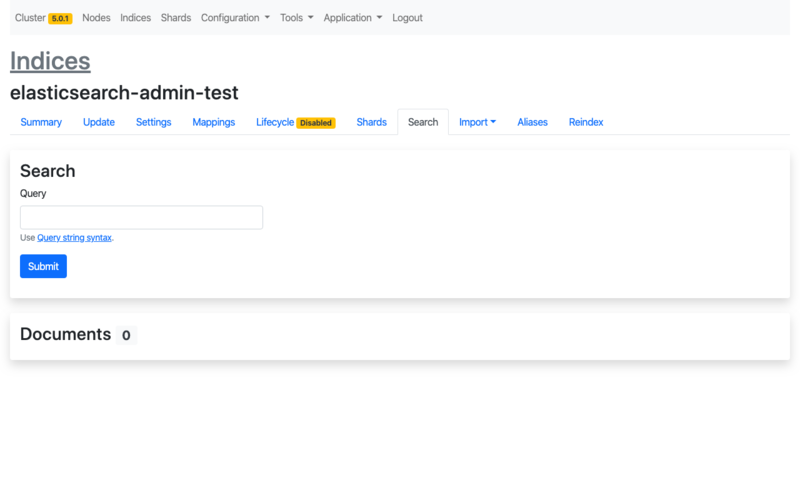 Cluster 5.0.1 Nodes Indices Shards Configuration Tools Application Logout
Indices
elasticsearch-admin-test
Summary Update Settings Mappings Lifecycle Disabled Shards Search Import Aliases Reindex
Search
Query
Use Query string syntax.
Submit
Documents 0